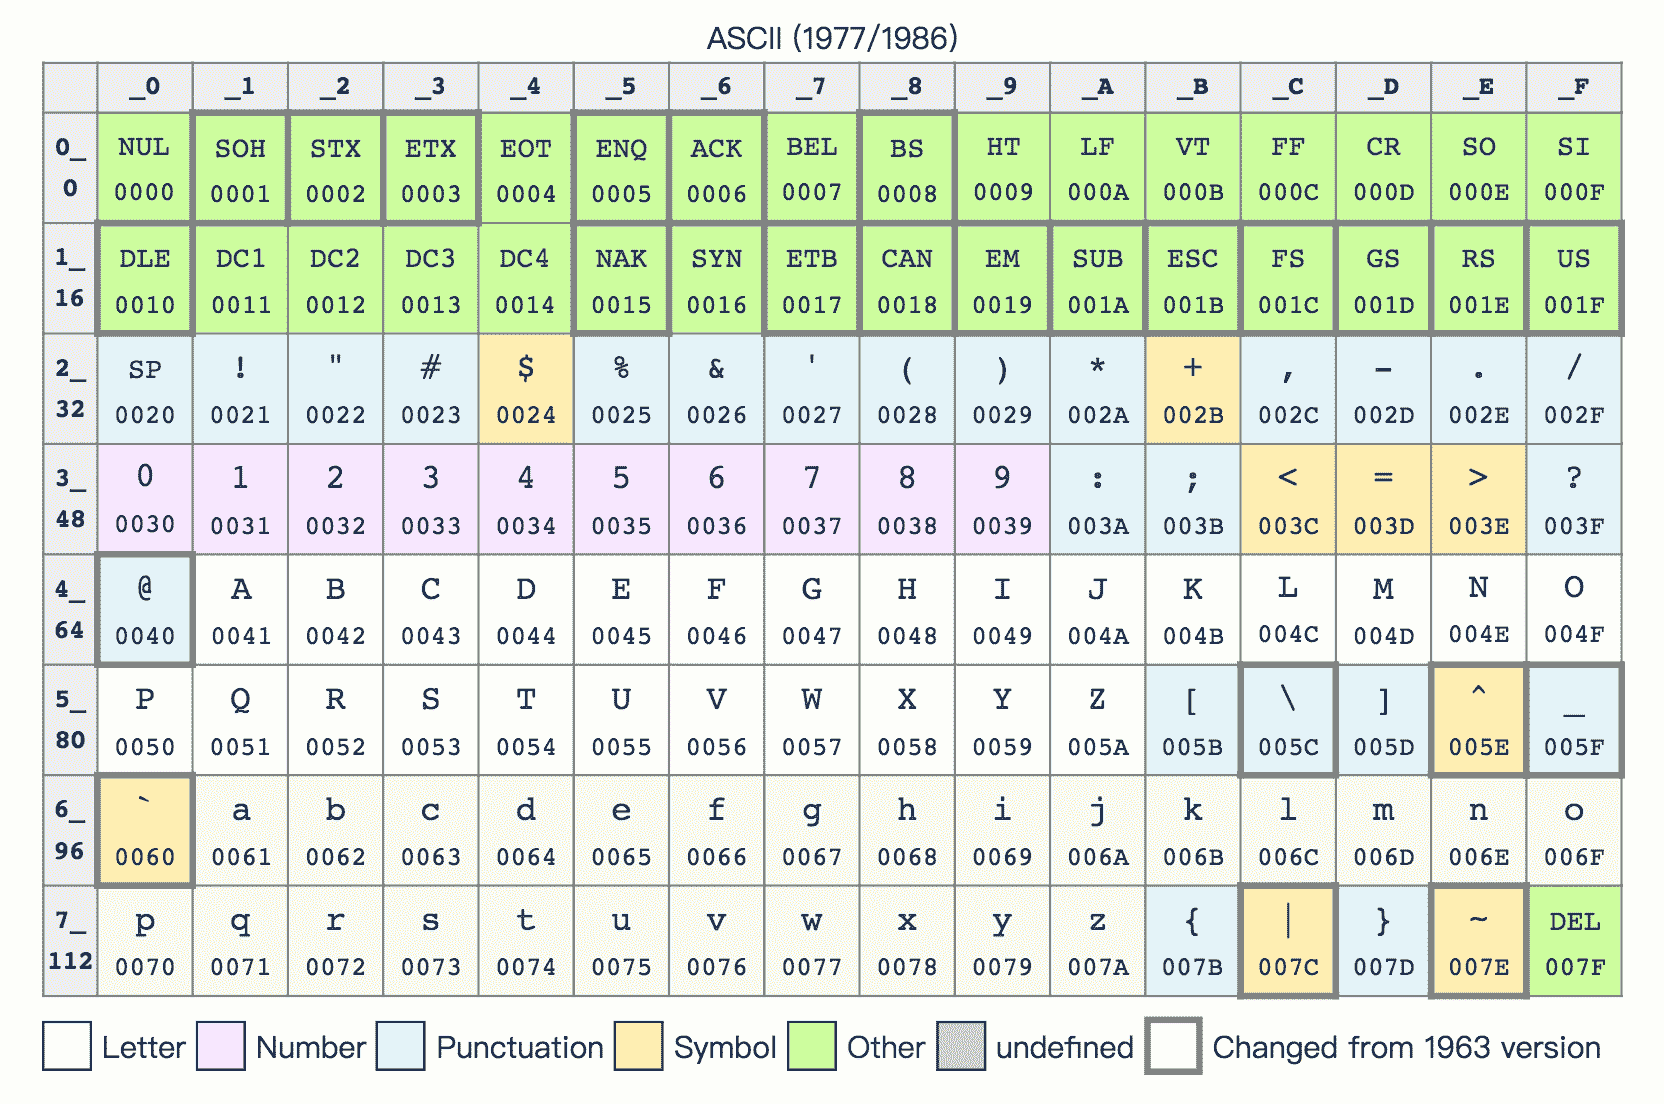 ASCII (1977/1986)
_0 _1 _2 _3 _4 _5 _6 _7 _8 _9 _A _B _C _D _E _F
0_ NUL SOH STX ETX EOT ENQ ACK BEL BS HT LF VT FF CR SO SI
0 0000 0001 0002 0003 0004 0005 0006 0007 0008 0009 000A 000B 000C 000D 000E 000F
1_ DLE DC1 DC2 DC3 DC4 NAK SYN ETB CAN EM SUB ESC FS GS RS US
16 0010 0011 0012 0013 0014 0015 0016 0017 0018 0019 001A 001B 001C 001D 001E 001F
2_ SP ! " # $ % & ' ( ) * + , - . /
32 0020 0021 0022 0023 0024 0025 0026 0027 0028 0029 002A 002B 002C 002D 002E 002F
3_ 0 1 2 3 4 5 6 7 8 9 : ; < = > ?
48 0030 0031 0032 0033 0034 0035 0036 0037 0038 0039 003A 003B 003C 003D 003E 003F
4_ @ A B C D E F G H I J K L M N O
64 0040 0041 0042 0043 0044 0045 0046 0047 0048 0049 004A 004B 004C 004D 004E 004F
5_ P Q R S T U V W X Y Z [ \ ] ^ _
80 0050 0051 0052 0053 0054 0055 0056 0057 0058 0059 005A 005B 005C 005D 005E 005F
6_ ` a b c d e f g h i j k l m n o
96 0060 0061 0062 0063 0064 0065 0066 0067 0068 0069 006A 006B 006C 006D 006E 006F
7_ p q r s t u v w x y z { | } ~ DEL
112 0070 0071 0072 0073 0074 0075 0076 0077 0078 0079 007A 007B 007C 007D 007E 007F
Letter Number Punctuation Symbol Other undefined Changed from 1963 version